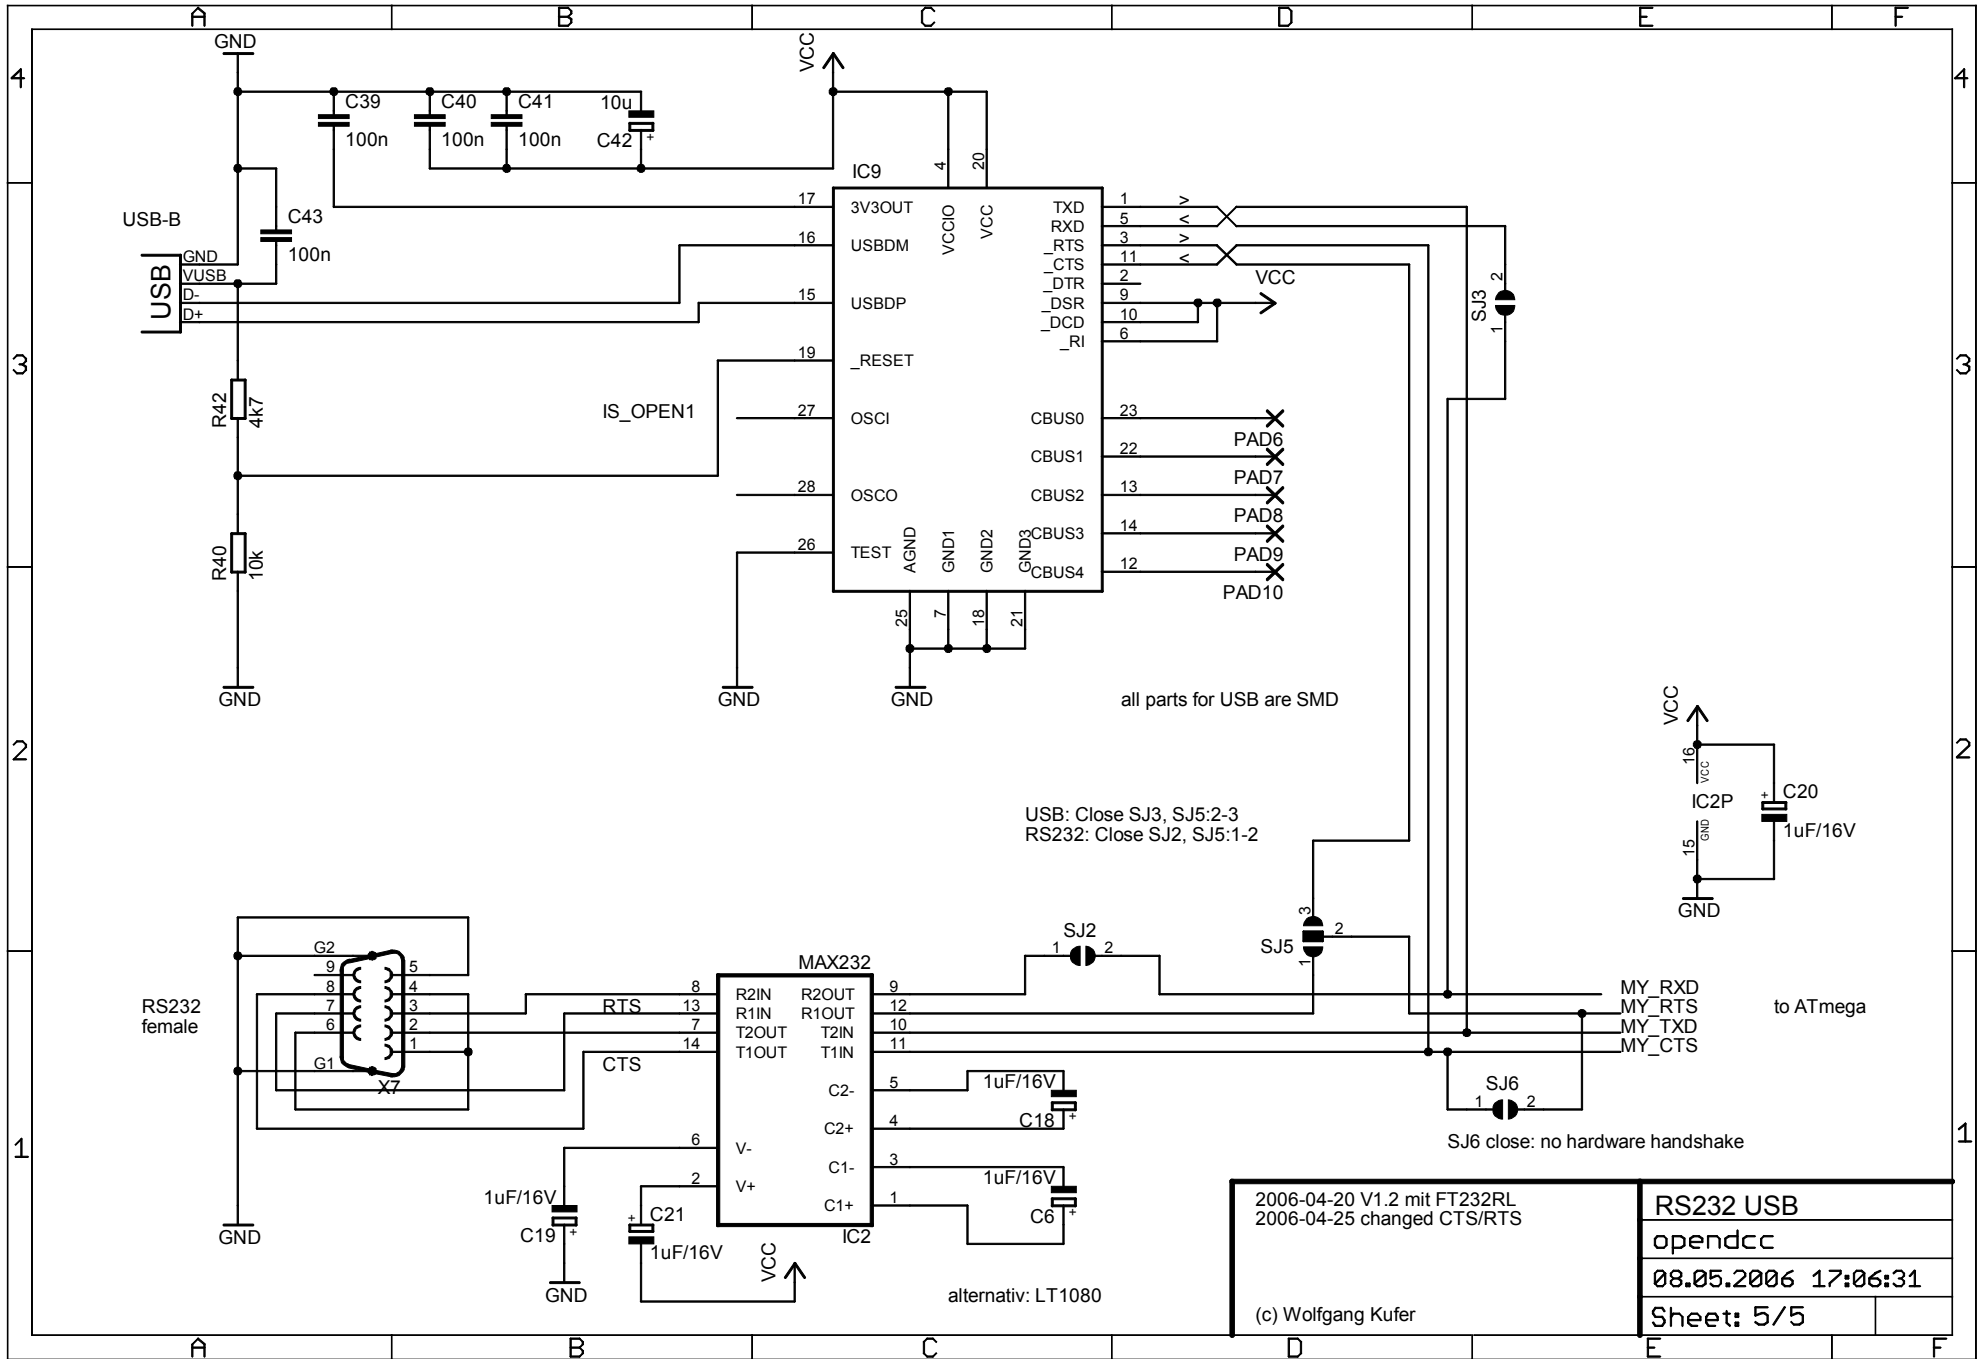 A B C D E F
4 4
3 3
2 2
1 1
A B C D E F
GND
C39
100n
C40
100n
C41
100n
10u
C42
+
VCC
USB-B
C43
100n
USB
GND
VUSB
D-
D+
R42
4k7
R40
10k
GND
IS_OPEN1
GND
IC9
4
20
VCCIO
VCC
17 3V3OUT
16 USBDM
15 USBDP
19 _RESET
27 OSCI
28 OSCO
26 TEST
TXD 1 >
RXD 5 <
_RTS 3 >
_CTS 11 <
_DTR 2
_DSR 9
_DCD 10
_RI 6
VCC
CBUS0 23
PAD6
CBUS1 22
PAD7
CBUS2 13
PAD8
CBUS3 14
PAD9
CBUS4 12
PAD10
AGND
GND1
GND2
GND3
25
7
18
21
GND
all parts for USB are SMD
2
SJ3
1
VCC
16
VCC
IC2P
GND
15
GND
+
C20
1uF/16V
USB: Close SJ3, SJ5:2-3
RS232: Close SJ2, SJ5:1-2
3
SJ5
2
1
SJ2
1 2
RS232
female
G2
9
8
7
6
G1
5
4
3
2
1
X7
GND
RTS
CTS
MAX232
8 R2IN R2OUT 9
13 R1IN R1OUT 12
7 T2OUT T2IN 10
14 T1OUT T1IN 11
C2- 5
C2+ 4
6 V-
C1- 3
2 V+
C1+ 1
IC2
1uF/16V
C18
+
1uF/16V
C6
+
1uF/16V
C19
+
GND
+
C21
1uF/16V
VCC
alternativ: LT1080
MY_RXD
MY_RTS
MY_TXD
MY_CTS
to ATmega
SJ6
1 2
SJ6 close: no hardware handshake
2006-04-20 V1.2 mit FT232RL
2006-04-25 changed CTS/RTS
(c) Wolfgang Kufer
RS232 USB
opendcc
08.05.2006 17:06:31
Sheet: 5/5